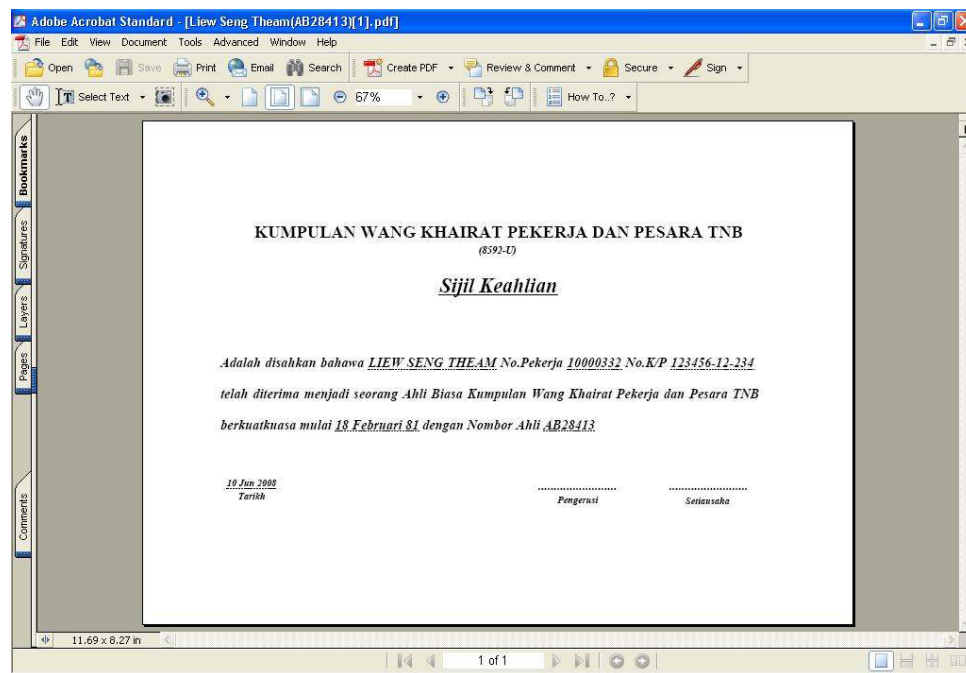 Adobe Acrobat Standard - [Liew Seng Theam(AB28413)[1].pdf]
File Edit View Document Tools Advanced Window Help
Open Save Print Email Search Create PDF Review & Comment Secure Sign
Select Text 67% How To..?
Bookmarks
Signatures
Layers
Pages
Comments
KUMPULAN WANG KHAIRAT PEKERJA DAN PESARA TNB
(8592-U)
Sijil Keahlian
Adalah disahkan bahawa LIEW SENG THEAM No.Pekerja 10000332 No.K/P 123456-12-234
telah diterima menjadi seorang Ahli Biasa Kumpulan Wang Khairat Pekerja dan Pesara TNB
berkuatkuasa mulai 18 Februari 81 dengan Nombor Ahli AB28413
10 Jun 2008
Tarikh
Pengerusi
Setiausaha
11.69 x 8.27 in
1 of 1